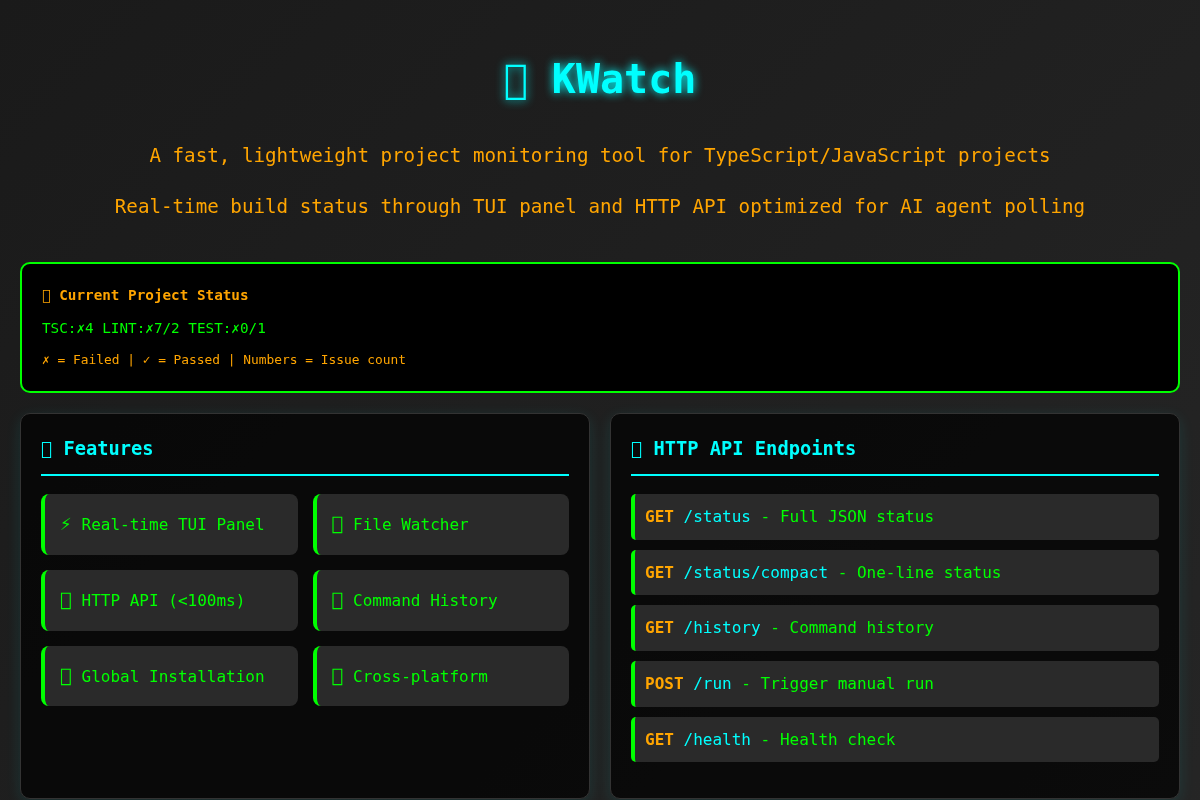 KWatch
A fast, lightweight project monitoring tool for TypeScript/JavaScript projects
Real-time build status through TUI panel and HTTP API optimized for AI agent polling
Current Project Status
TSC:✗4 LINT:✗7/2 TEST:✗0/1
✗ = Failed | ✓ = Passed | Numbers = Issue count
Features
⚡ Real-time TUI Panel
File Watcher
HTTP API (<100ms)
Command History
Global Installation
Cross-platform
HTTP API Endpoints
GET /status - Full JSON status
GET /status/compact - One-line status
GET /history - Command history
POST /run - Trigger manual run
GET /health - Health check